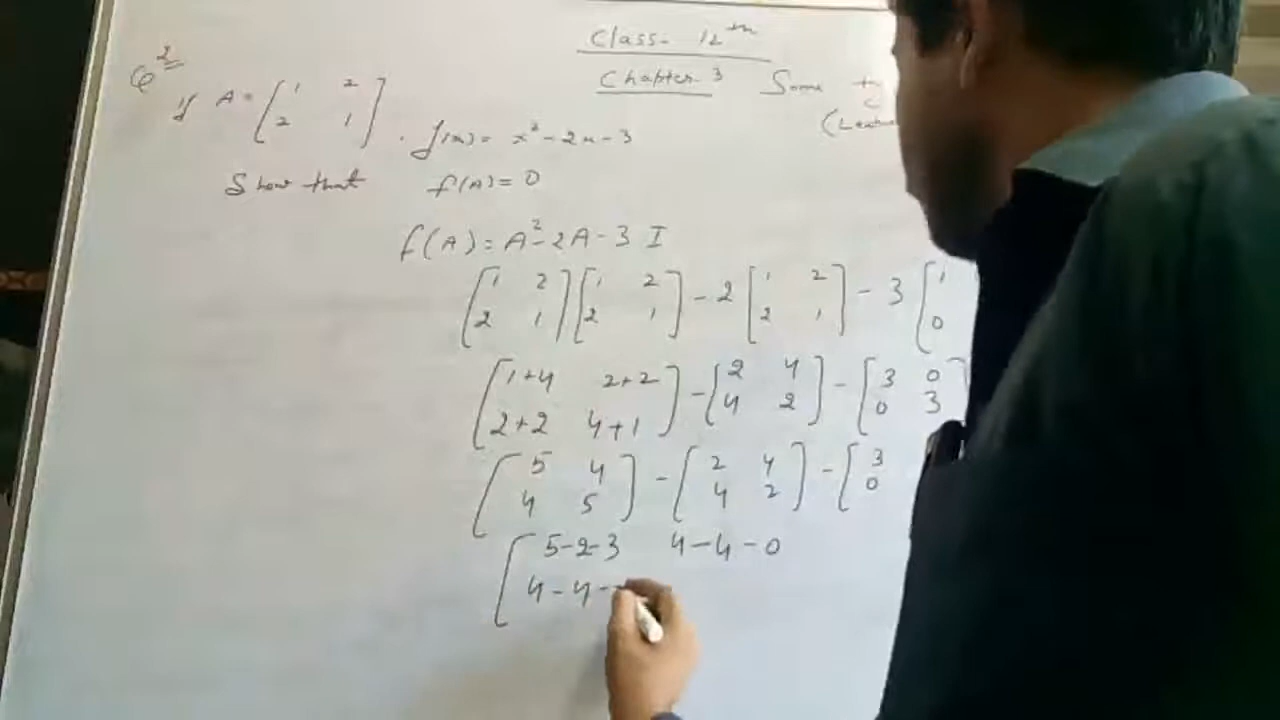 Class- 12th
Chapter 3 Some
Q2
if A = [1 2
2 1] . f(x) = x² - 2x - 3
Show that f(A) = 0
f(A) = A² - 2A - 3 I
[1 2 [1 2 - 2 [1 2 - 3 [1
2 1] 2 1] 2 1] 0
[1+4 2+2 - [2 4 - [3 0
2+2 4+1] 4 2] 0 3]
[5 4 - [2 4 - [3
4 5] 4 2] 0
[5-2-3 4-4-0
4-4-